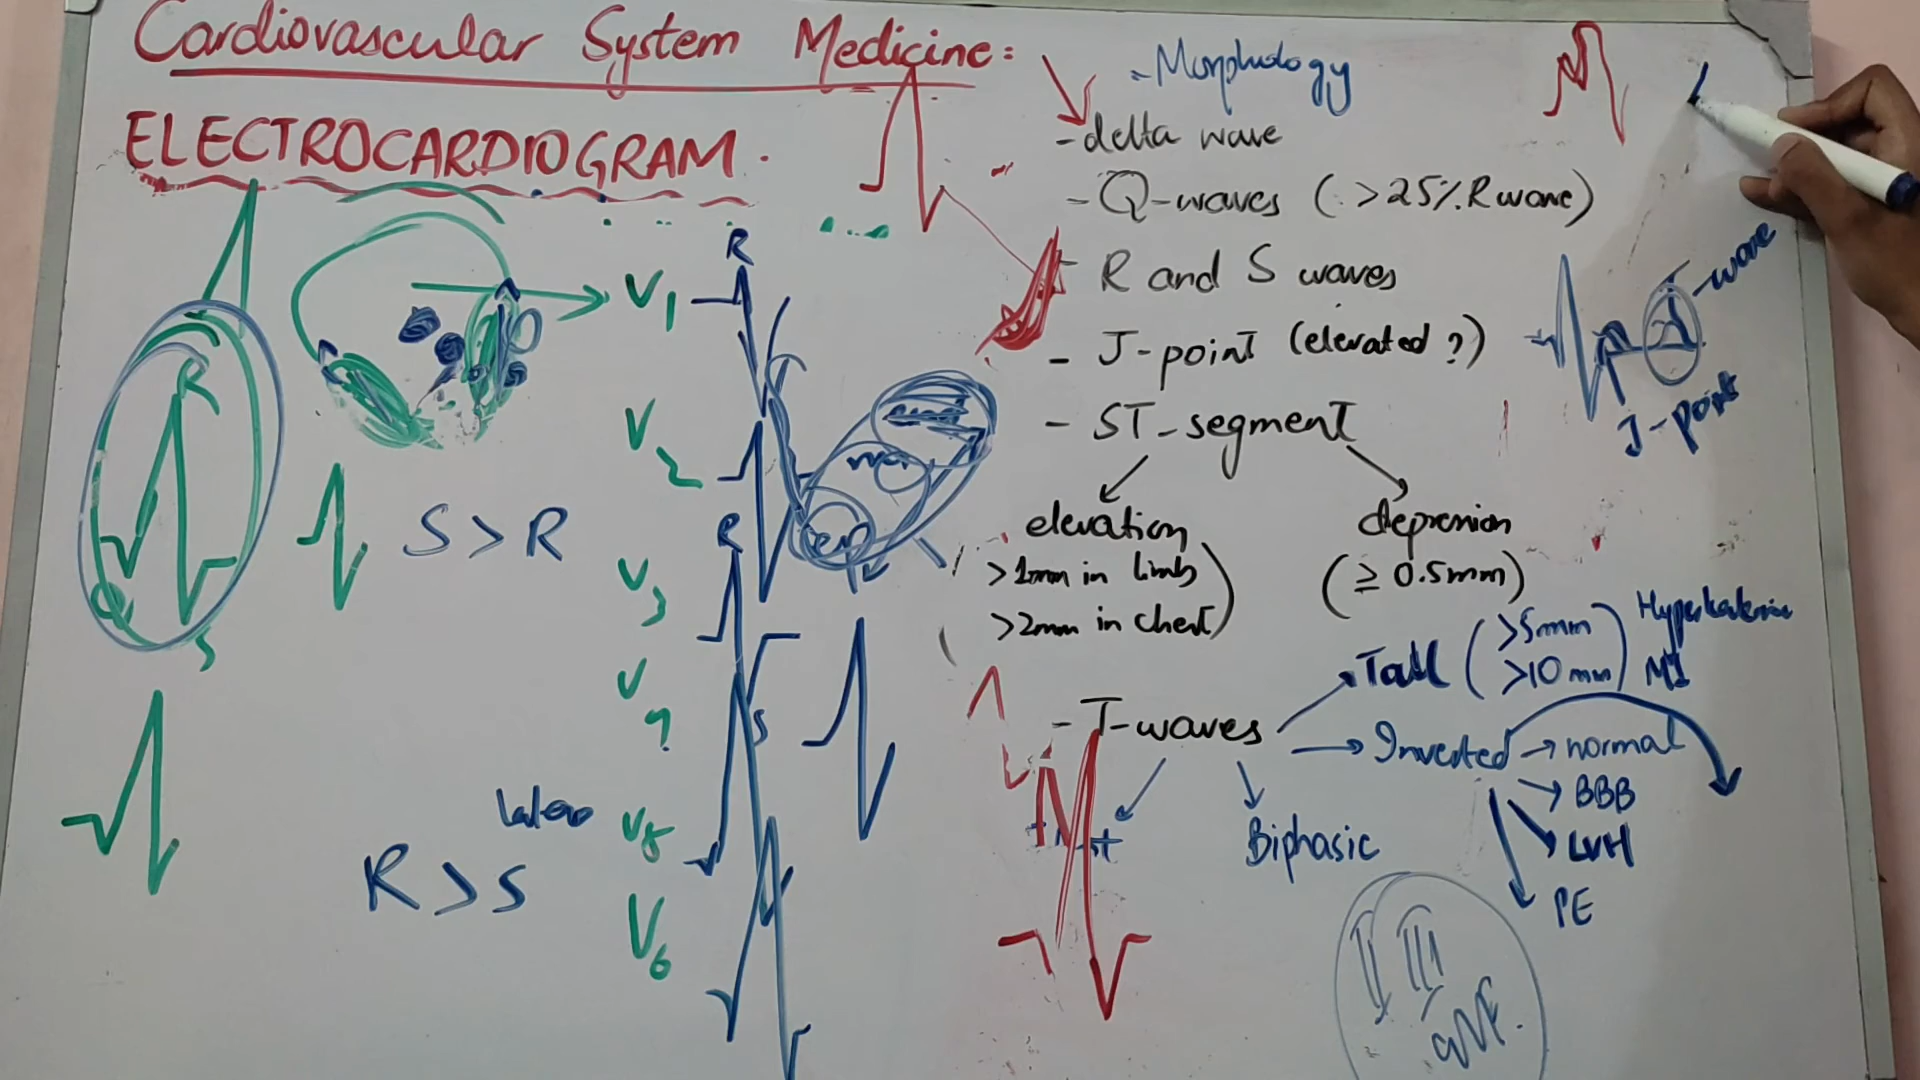 Cardiovascular System Medicine:
ELECTROCARDIOGRAM.
- Morphology
- delta wave
- Q-waves (>25% R wave)
- R and S waves
- J-point (elevated ?)
- ST-segment
elevation
>1mm in limb
>2mm in chest
depression
(≥ 0.5mm)
- T-waves
Tall ( >5mm
>10 mm )
Hyperkalemia
MI
Inverted → normal
→ BBB
LVH
PE
Biphasic
T-wave
J-point
R
S
S > R
R > S
V1
R
V2
V3
R
S
V4
V5
V6
II III
aVF.